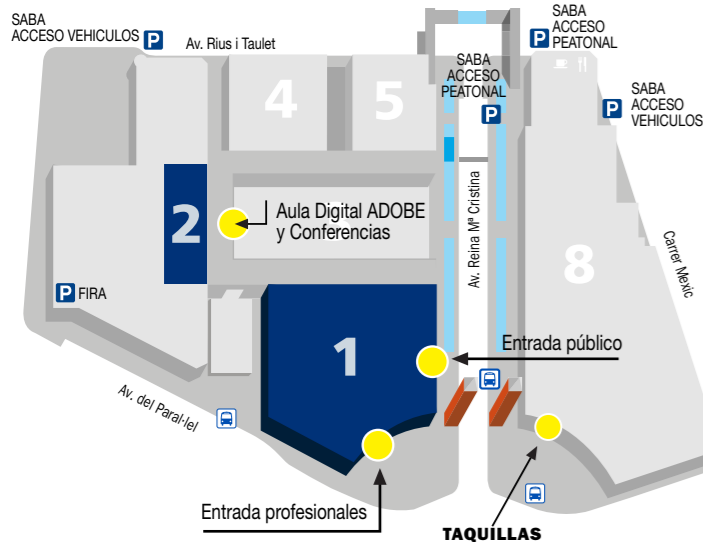 SABA
ACCESO VEHICULOS
P
Av. Rius i Taulet
SABA
ACCESO
PEATONAL
P
SABA
ACCESO
PEATONAL
P
SABA
ACCESO
VEHICULOS
P
4
5
2
Aula Digital ADOBE
y Conferencias
Av. Reina Mª Cristina
8
Carrer Mexic
P FIRA
1
Entrada público
Av. del Paral·lel
Entrada profesionales
TAQUILLAS